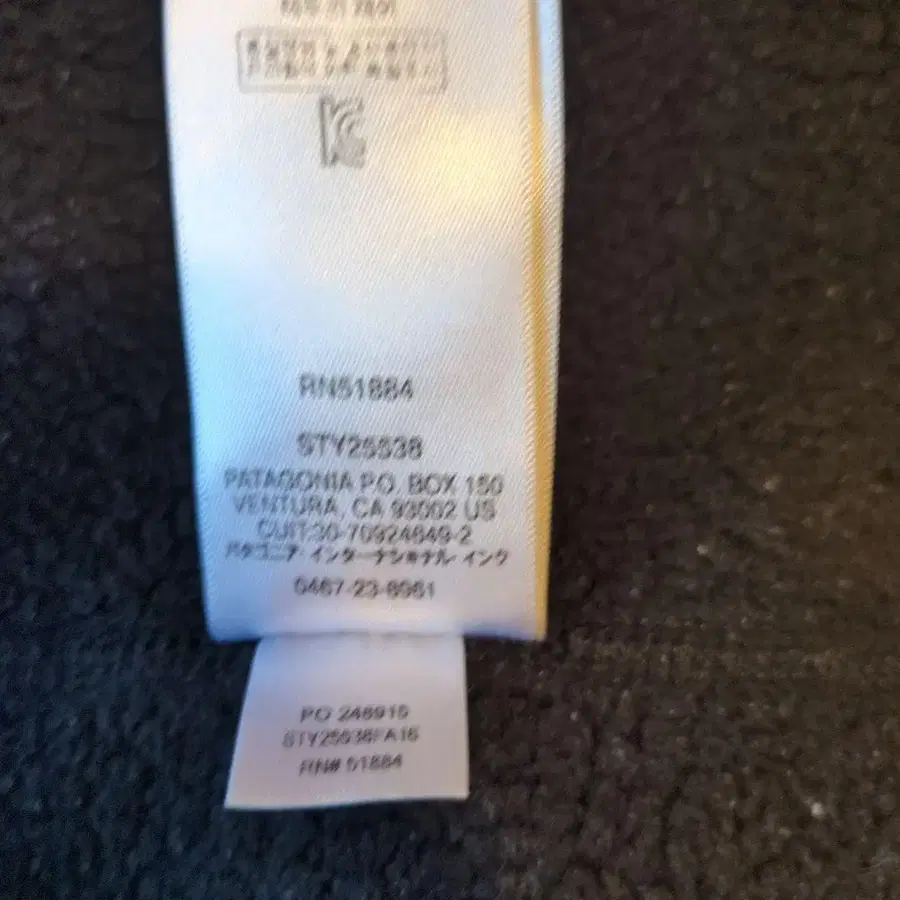 RN51884
STY25538
PATAGONIA P.O. BOX 150
VENTURA, CA 93002 US
CUIT:30-70924649-2
パタゴニア・インターナショナル・インク
0467-23-8961
PO 246915
STY25538FA16
RN# 51884